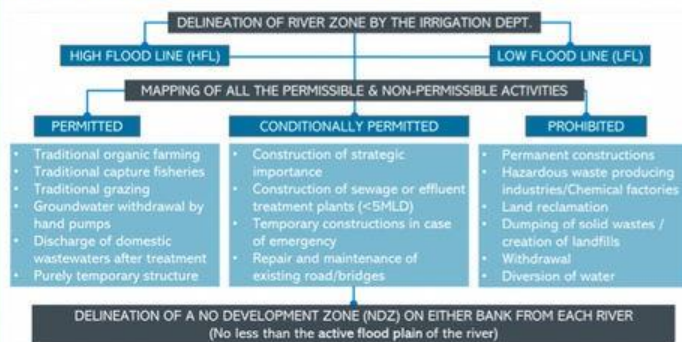 DELINEATION OF RIVER ZONE BY THE IRRIGATION DEPT.
HIGH FLOOD LINE (HFL)
LOW FLOOD LINE (LFL)
MAPPING OF ALL THE PERMISSIBLE & NON-PERMISSIBLE ACTIVITIES
PERMITTED
• Traditional organic farming
• Traditional capture fisheries
• Traditional grazing
• Groundwater withdrawal by
hand pumps
• Discharge of domestic
wastewaters after treatment
• Purely temporary structure
CONDITIONALLY PERMITTED
• Construction of strategic
importance
• Construction of sewage or effluent
treatment plants (<5MLD)
• Temporary constructions in case
of emergency
• Repair and maintenance of
existing road/bridges
PROHIBITED
• Permanent constructions
• Hazardous waste producing
industries/Chemical factories
• Land reclamation
• Dumping of solid wastes /
creation of landfills
• Withdrawal
• Diversion of water
DELINEATION OF A NO DEVELOPMENT ZONE (NDZ) ON EITHER BANK FROM EACH RIVER
(No less than the active flood plain of the river)